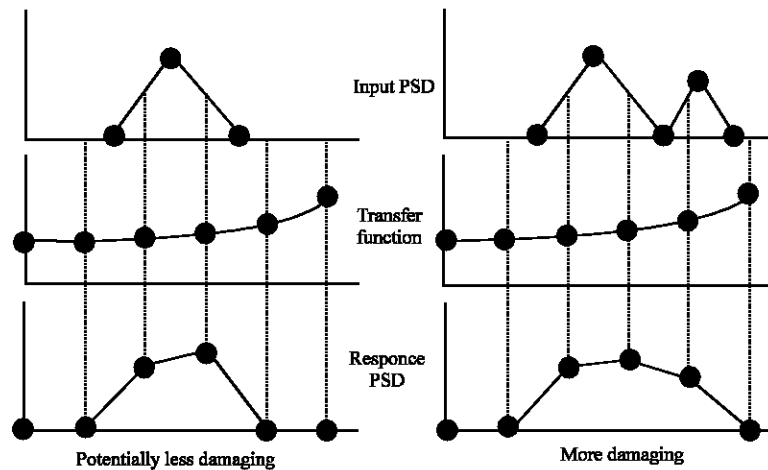 Input PSD
Transfer
function
Responce
PSD
Potentially less damaging
More damaging